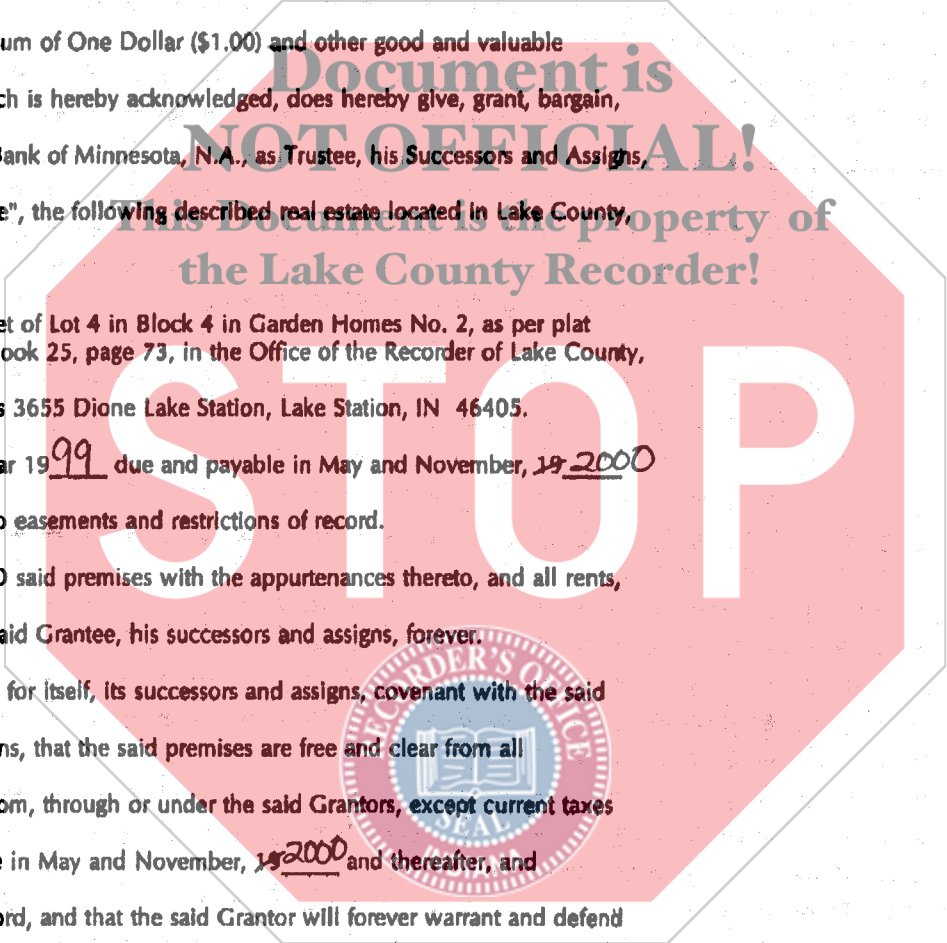 um of One Dollar ($1.00) and other good and valuable
Document is
ch is hereby acknowledged, does hereby give, grant, bargain,
NOT OFFICIAL!
Bank of Minnesota, N.A., as Trustee, his Successors and Assigns,
e", the following described real estate located in Lake County,
This Document is the property of
the Lake County Recorder!
et of Lot 4 in Block 4 in Garden Homes No. 2, as per plat
ook 25, page 73, in the Office of the Recorder of Lake County,
s 3655 Dione Lake Station, Lake Station, IN 46405.
ar 1999 due and payable in May and November, 19 2000
STOP
o easements and restrictions of record.
O said premises with the appurtenances thereto, and all rents,
aid Grantee, his successors and assigns, forever.
RECORDER'S OFFICE
for itself, its successors and assigns, covenant with the said
ns, that the said premises are free and clear from all
om, through or under the said Grantors, except current taxes
SEAL
e in May and November, 19 2000 and thereafter, and
INDIANA
ord, and that the said Grantor will forever warrant and defend